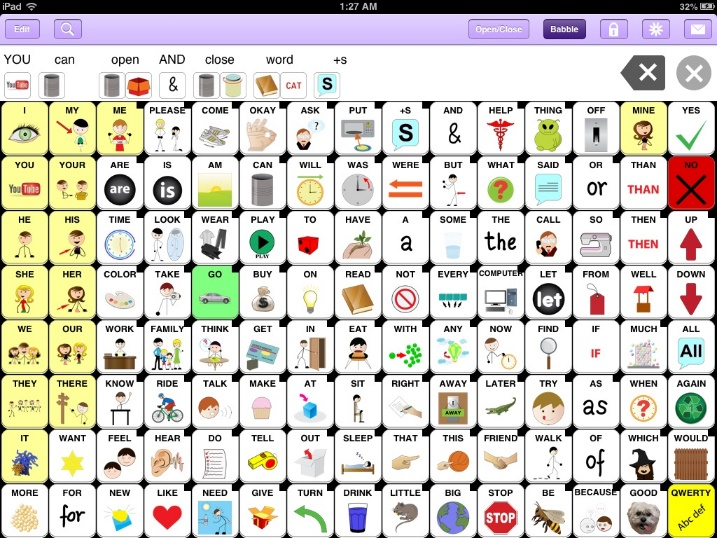 iPad 1:27 AM 32%
Edit Open/Close Babble
YOU can open AND close word +s
You Tube & CAT S
I MY ME PLEASE COME OKAY ASK PUT +S AND HELP THING OFF MINE YES
? S &
YOU YOUR ARE IS AM CAN WILL WAS WERE BUT WHAT SAID OR THAN NO
You Tube are is ? or THAN
HE HIS TIME LOOK WEAR PLAY TO HAVE A SOME THE CALL SO THEN UP
PLAY a the THEN
SHE HER COLOR TAKE GO BUY ON READ NOT EVERY COMPUTER LET FROM WELL DOWN
$ let
WE OUR WORK FAMILY THINK GET IN EAT WITH ANY NOW FIND IF MUCH ALL
IF All
THEY THERE KNOW RIDE TALK MAKE AT SIT RIGHT AWAY LATER TRY AS WHEN AGAIN
AWAY as ?
IT WANT FEEL HEAR DO TELL OUT SLEEP THAT THIS FRIEND WALK OF WHICH WOULD
of
MORE FOR NEW LIKE NEED GIVE TURN DRINK LITTLE BIG STOP BE BECAUSE GOOD QWERTY
for STOP Abc def